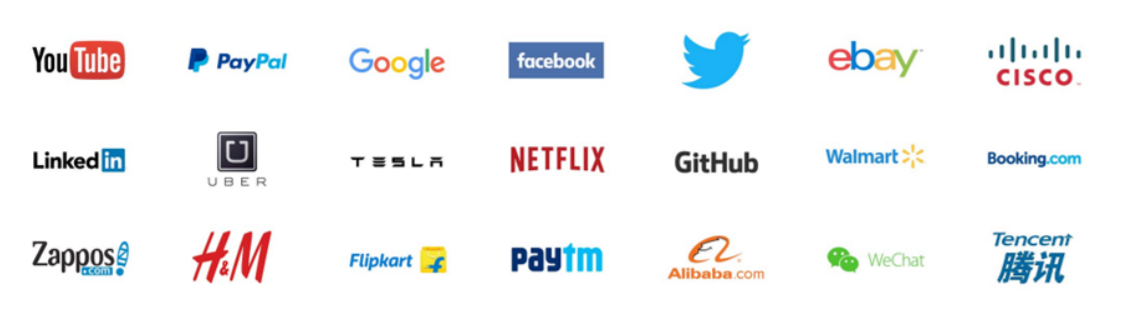 YouTube PayPal Google facebook ebay CISCO
LinkedIn UBER TESLA NETFLIX GitHub Walmart Booking.com
Zappos .com H&M Flipkart paytm Alibaba.com WeChat Tencent 腾讯